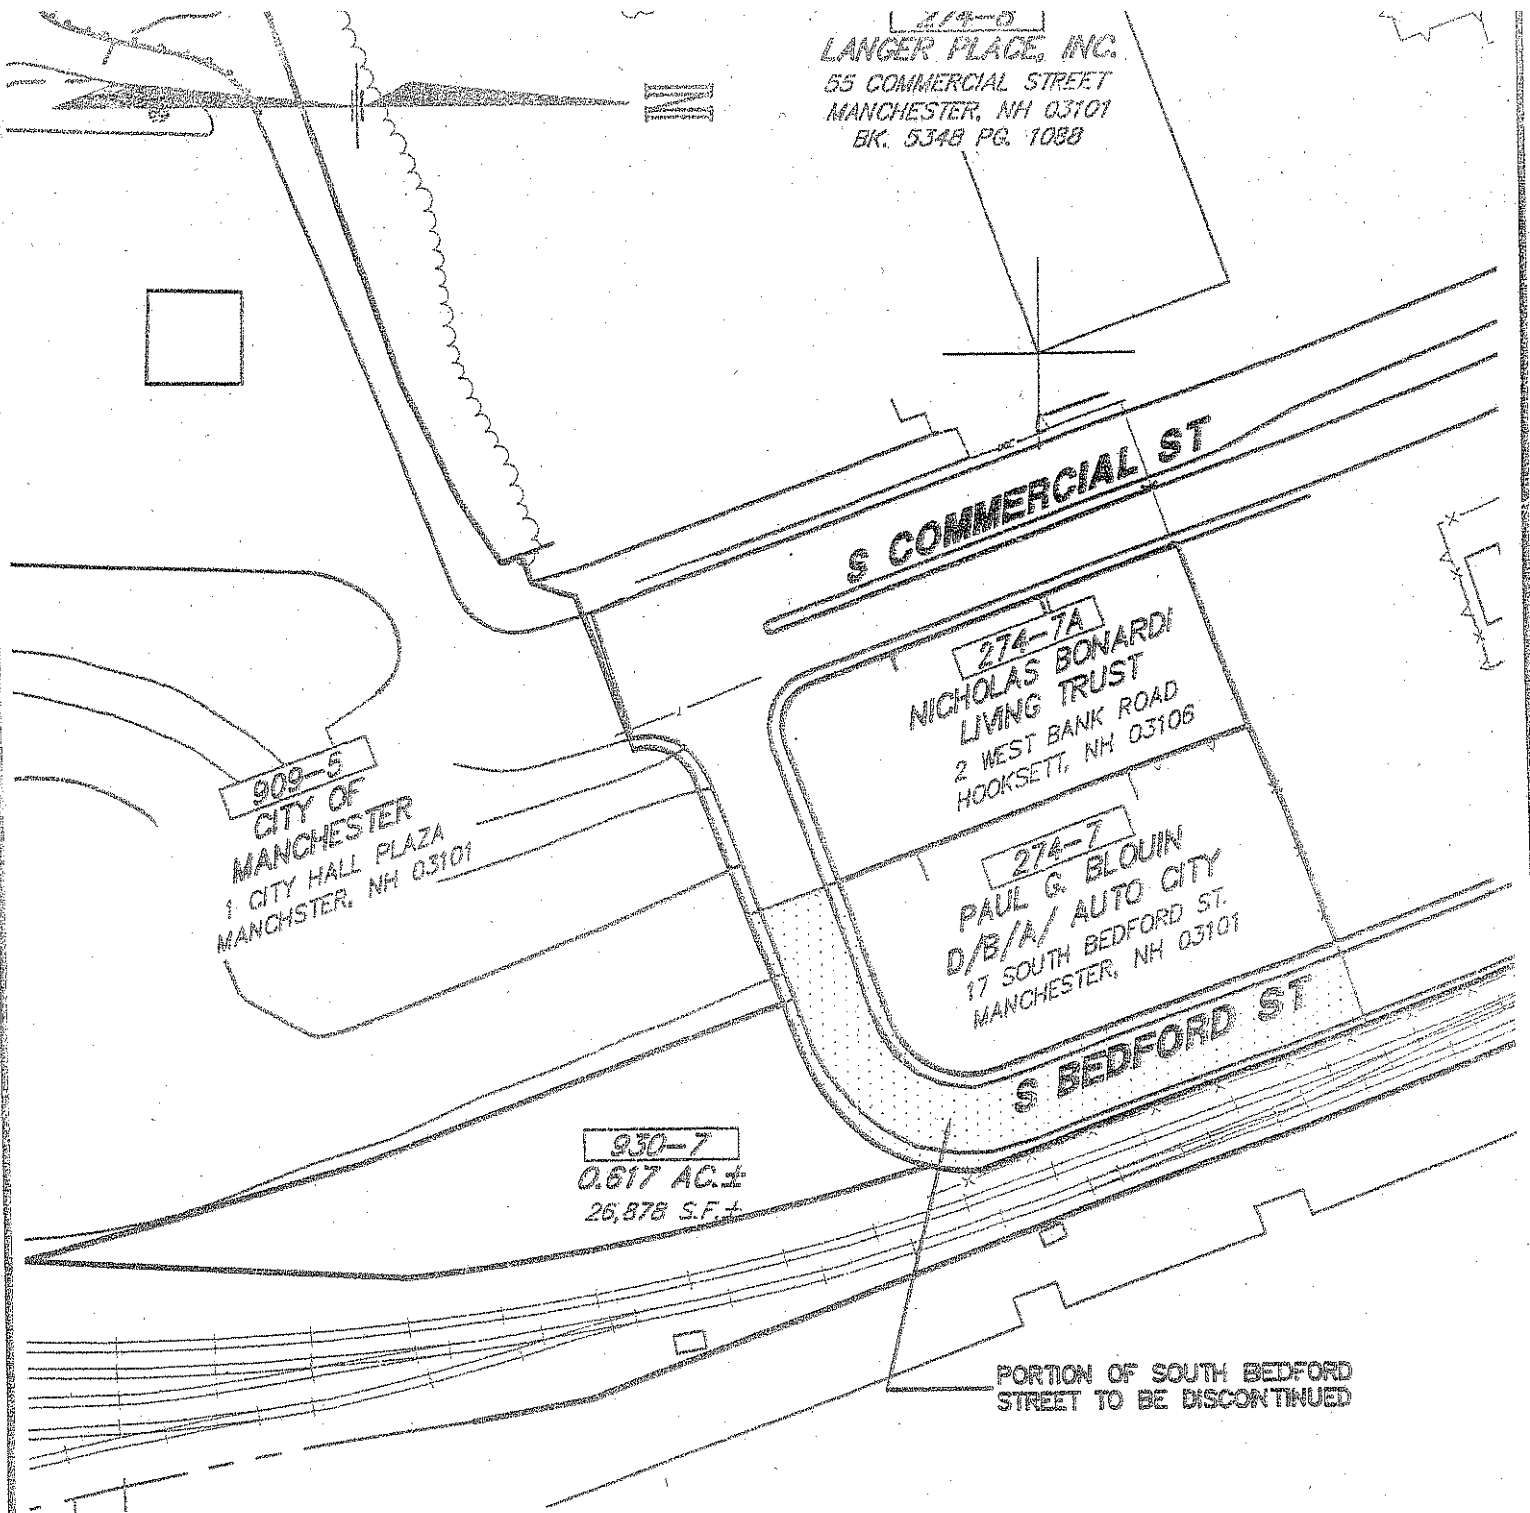 274-6
LANGER PLACE, INC.
55 COMMERCIAL STREET
MANCHESTER, NH 03101
BK. 5348 PG. 1088
N
S COMMERCIAL ST
274-7A
NICHOLAS BONARDI
LIVING TRUST
2 WEST BANK ROAD
HOOKSETT, NH 03106
909-5
CITY OF
MANCHESTER
1 CITY HALL PLAZA
MANCHSTER, NH 03101
274-7
PAUL G. BLOUIN
D/B/A/ AUTO CITY
17 SOUTH BEDFORD ST.
MANCHESTER, NH 03101
S BEDFORD ST
930-7
0.617 AC.±
26,878 S.F.±
PORTION OF SOUTH BEDFORD
STREET TO BE DISCONTINUED